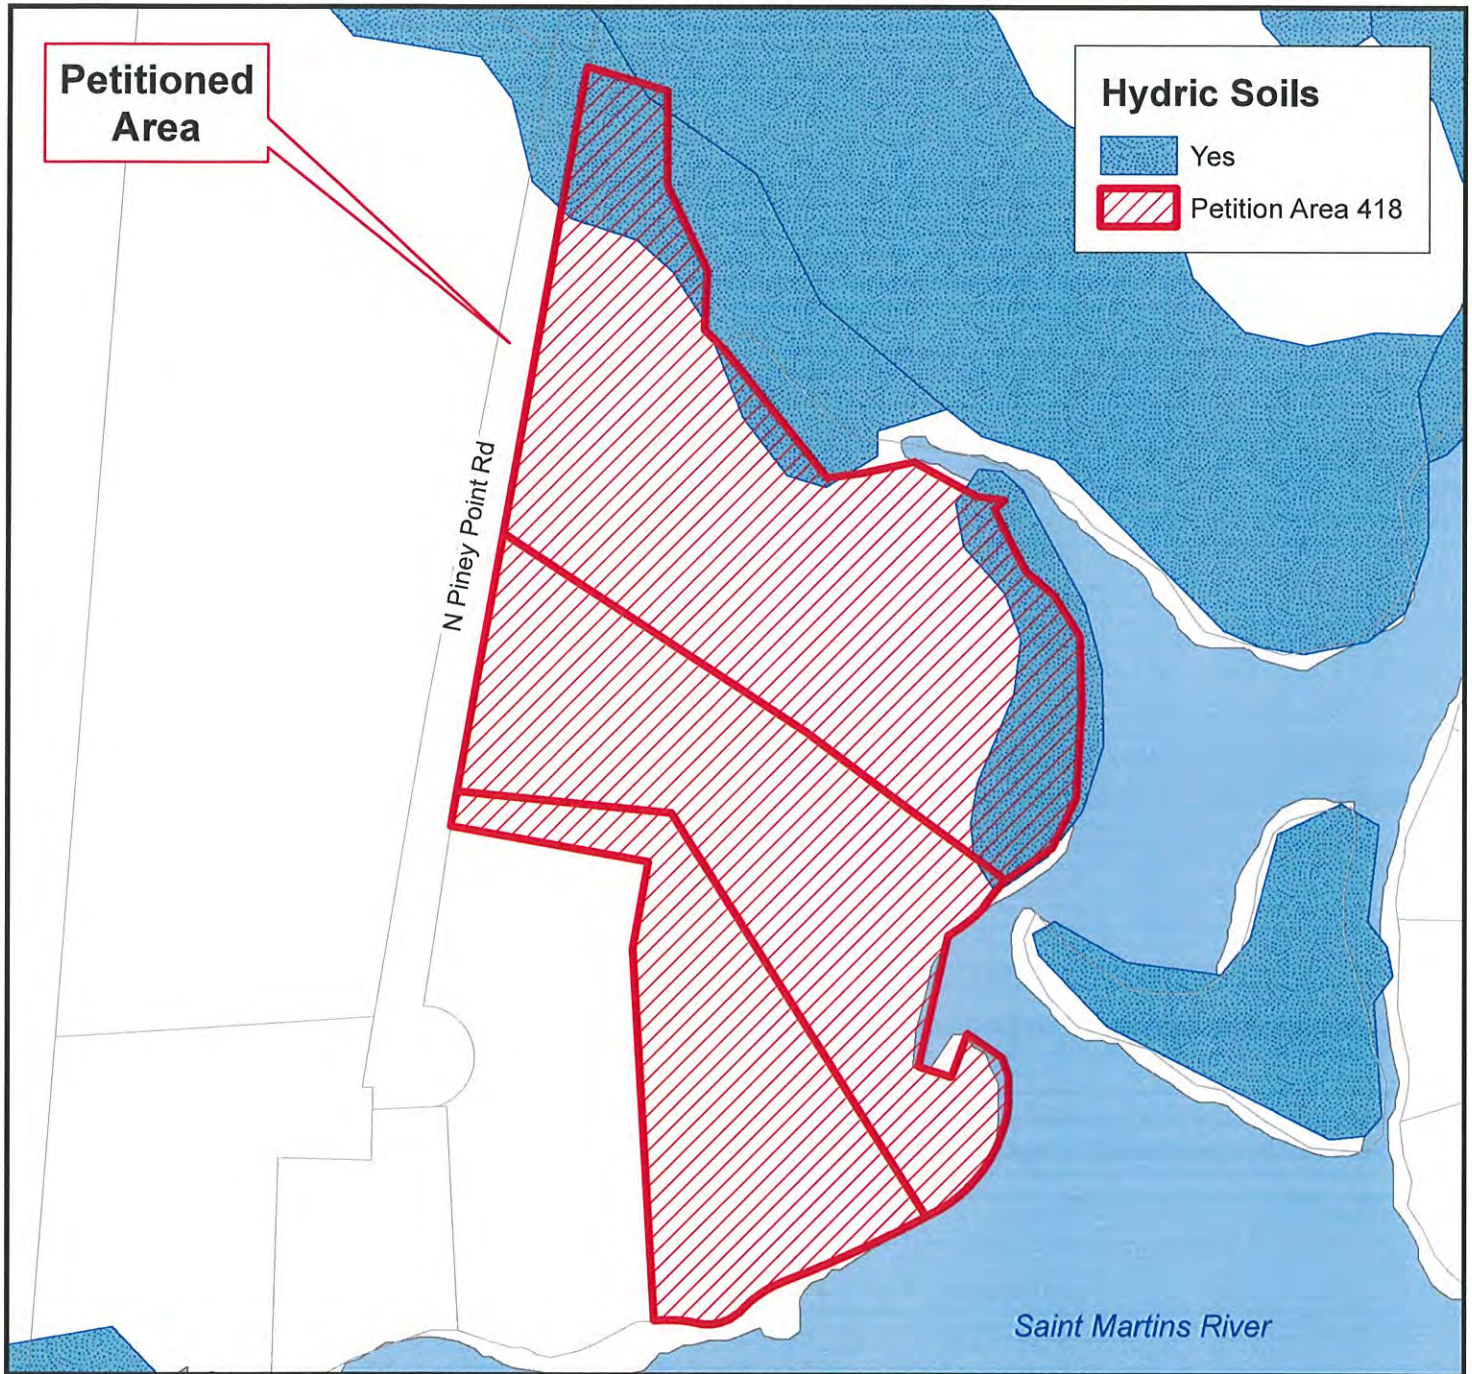 Petitioned
Area
Hydric Soils
Yes
Petition Area 418
N Piney Point Rd
Saint Martins River